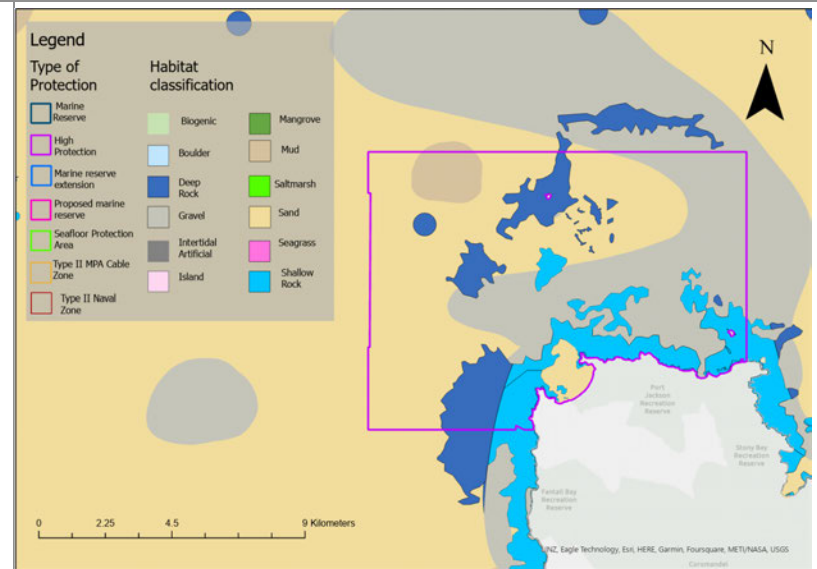 Legend
Type of
Protection
Marine
Reserve
High
Protection
Marine reserve
extension
Proposed marine
reserve
Seafloor Protection
Area
Type II MPA Cable
Zone
Type II Naval
Zone
Habitat
classification
Biogenic
Boulder
Deep
Rock
Gravel
Intertidal
Artificial
Island
Mangrove
Mud
Saltmarsh
Sand
Seagrass
Shallow
Rock
N
Port
Jackson
Recreation
Reserve
Stony Bay
Recreation
Reserve
Fantail Bay
Recreation
Reserve
0 2.25 4.5 9 Kilometers
INZ, Eagle Technology, Esri, HERE, Garmin, Foursquare, METI/NASA, USGS
Coromandel